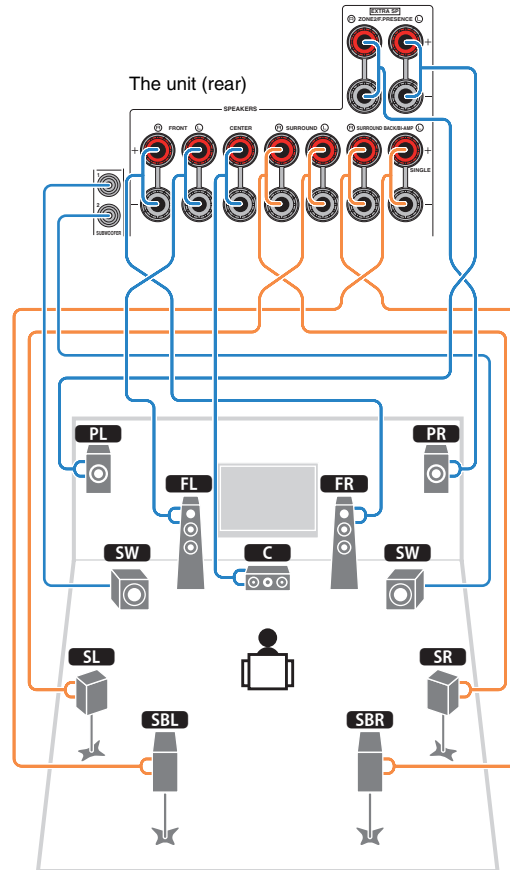 EXTRA SP
R ZONE2/F.PRESENCE L
+
−
The unit (rear)
SPEAKERS
R FRONT L CENTER R SURROUND L R SURROUND BACK/BI-AMP L
+ +
SINGLE
− −
1
2
SUBWOOFER
PL PR
FL FR
SW C SW
SL SR
SBL SBR